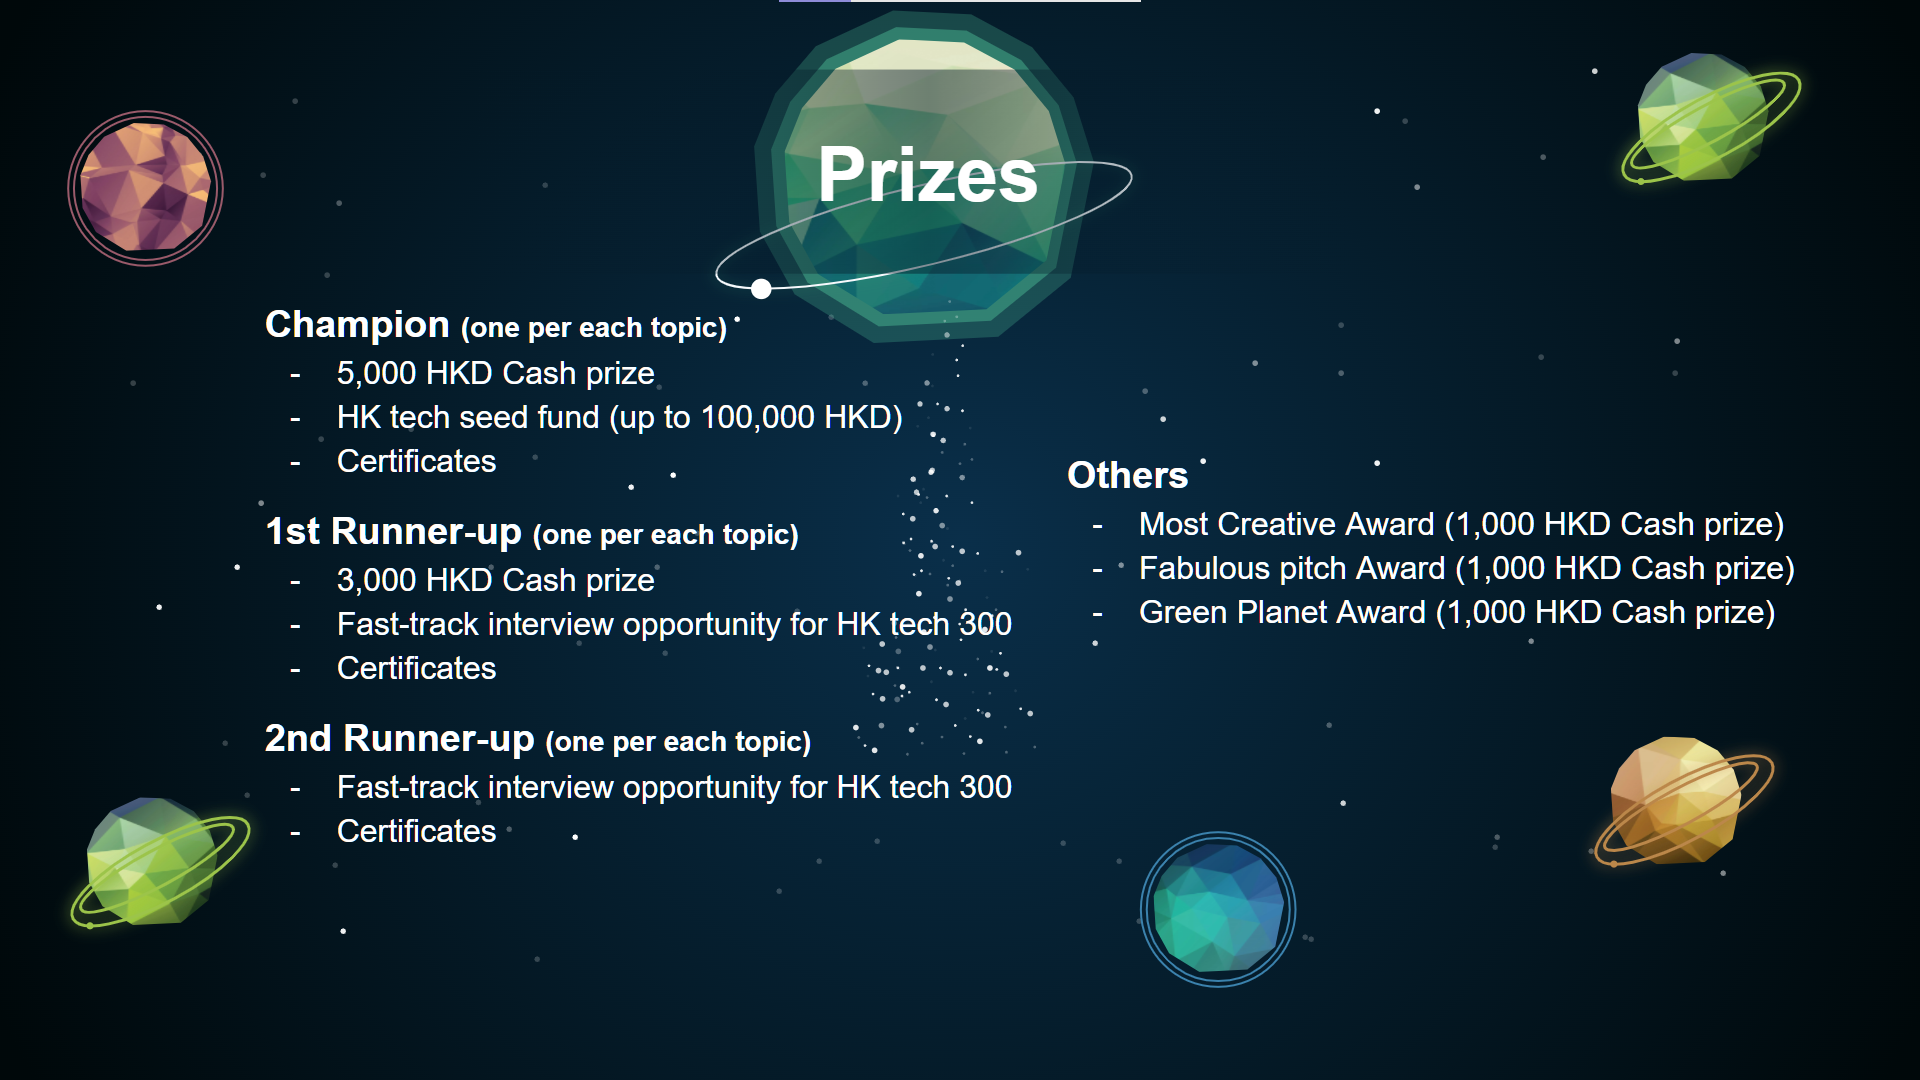 Prizes
Champion (one per each topic)
- 5,000 HKD Cash prize
- HK tech seed fund (up to 100,000 HKD)
- Certificates
1st Runner-up (one per each topic)
- 3,000 HKD Cash prize
- Fast-track interview opportunity for HK tech 300
- Certificates
2nd Runner-up (one per each topic)
- Fast-track interview opportunity for HK tech 300
- Certificates
Others
- Most Creative Award (1,000 HKD Cash prize)
- Fabulous pitch Award (1,000 HKD Cash prize)
- Green Planet Award (1,000 HKD Cash prize)